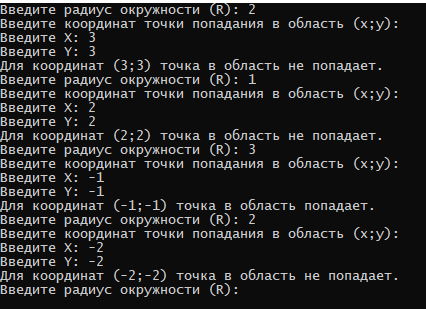 Введите радиус окружности (R): 2
Введите координат точки попадания в область (x;y):
Введите X: 3
Введите Y: 3
Для координат (3;3) точка в область не попадает.
Введите радиус окружности (R): 1
Введите координат точки попадания в область (x;y):
Введите X: 2
Введите Y: 2
Для координат (2;2) точка в область не попадает.
Введите радиус окружности (R): 3
Введите координат точки попадания в область (x;y):
Введите X: -1
Введите Y: -1
Для координат (-1;-1) точка в область попадает.
Введите радиус окружности (R): 2
Введите координат точки попадания в область (x;y):
Введите X: -2
Введите Y: -2
Для координат (-2;-2) точка в область не попадает.
Введите радиус окружности (R):